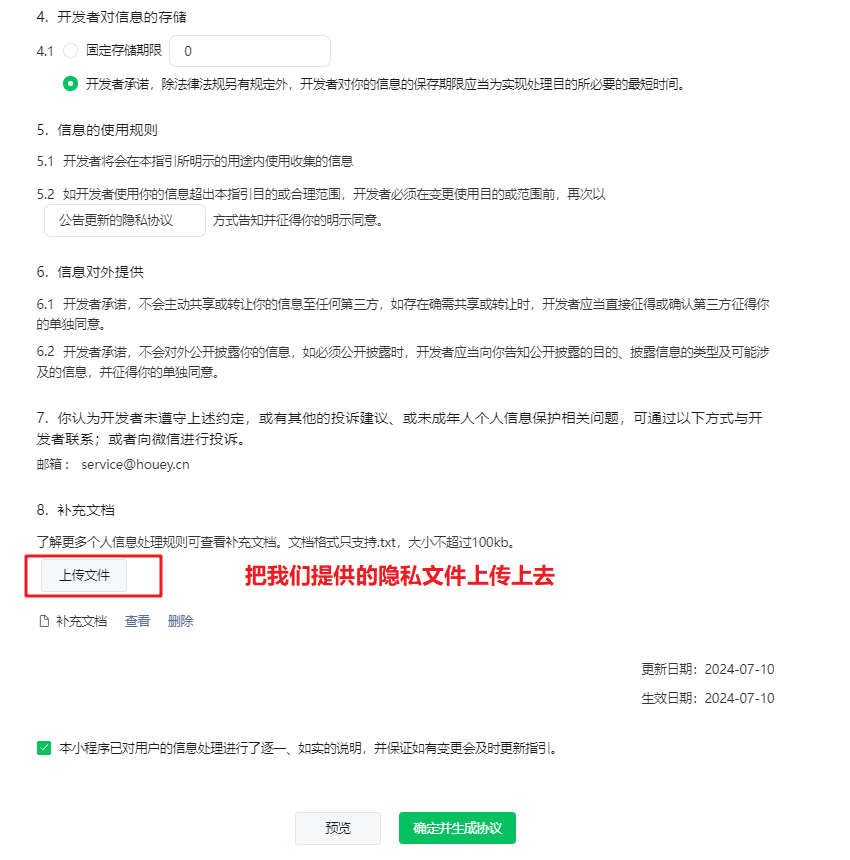 4. 开发者对信息的存储
4.1 固定存储期限 0
开发者承诺，除法律法规另有规定外，开发者对你的信息的保存期限应当为实现处理目的所必要的最短时间。
5. 信息的使用规则
5.1 开发者将会在本指引所明示的用途内使用收集的信息
5.2 如开发者使用你的信息超出本指引目的或合理范围，开发者必须在变更使用目的或范围前，再次以
公告更新的隐私协议 方式告知并征得你的明示同意。
6. 信息对外提供
6.1 开发者承诺，不会主动共享或转让你的信息至任何第三方，如存在确需共享或转让时，开发者应当直接征得或确认第三方征得你
的单独同意。
6.2 开发者承诺，不会对外公开披露你的信息，如必须公开披露时，开发者应当向你告知公开披露的目的、披露信息的类型及可能涉
及的信息，并征得你的单独同意。
7. 你认为开发者未遵守上述约定，或有其他的投诉建议、或未成年人个人信息保护相关问题，可通过以下方式与开
发者联系；或者向微信进行投诉。
邮箱： service@houey.cn
8. 补充文档
了解更多个人信息处理规则可查看补充文档。文档格式只支持.txt，大小不超过100kb。
上传文件 把我们提供的隐私文件上传上去
补充文档 查看 删除
更新日期：2024-07-10
生效日期：2024-07-10
本小程序已对用户的信息处理进行了逐一、如实的说明，并保证如有变更会及时更新指引。
预览 确定并生成协议